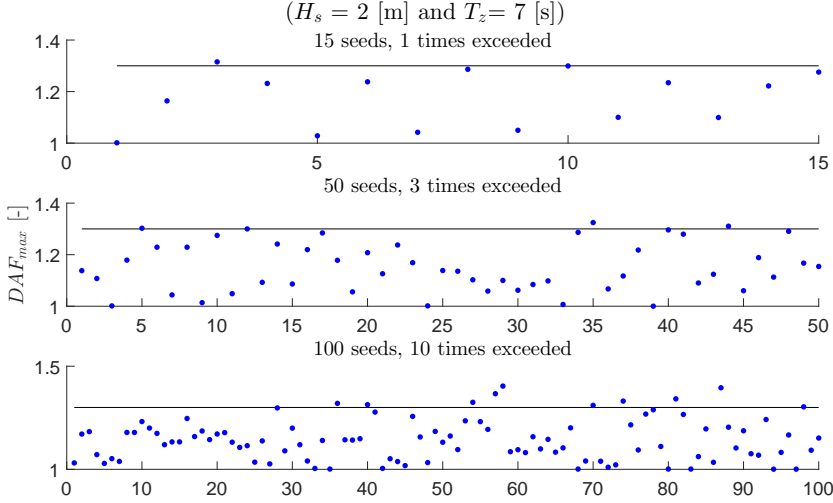 (H_s = 2 [m] and T_z= 7 [s])
15 seeds, 1 times exceeded
1.4
1.2
1
0 5 10 15
50 seeds, 3 times exceeded
1.4
1.2
1
0 5 10 15 20 25 30 35 40 45 50
DAF_max [-]
100 seeds, 10 times exceeded
1.5
1
0 10 20 30 40 50 60 70 80 90 100